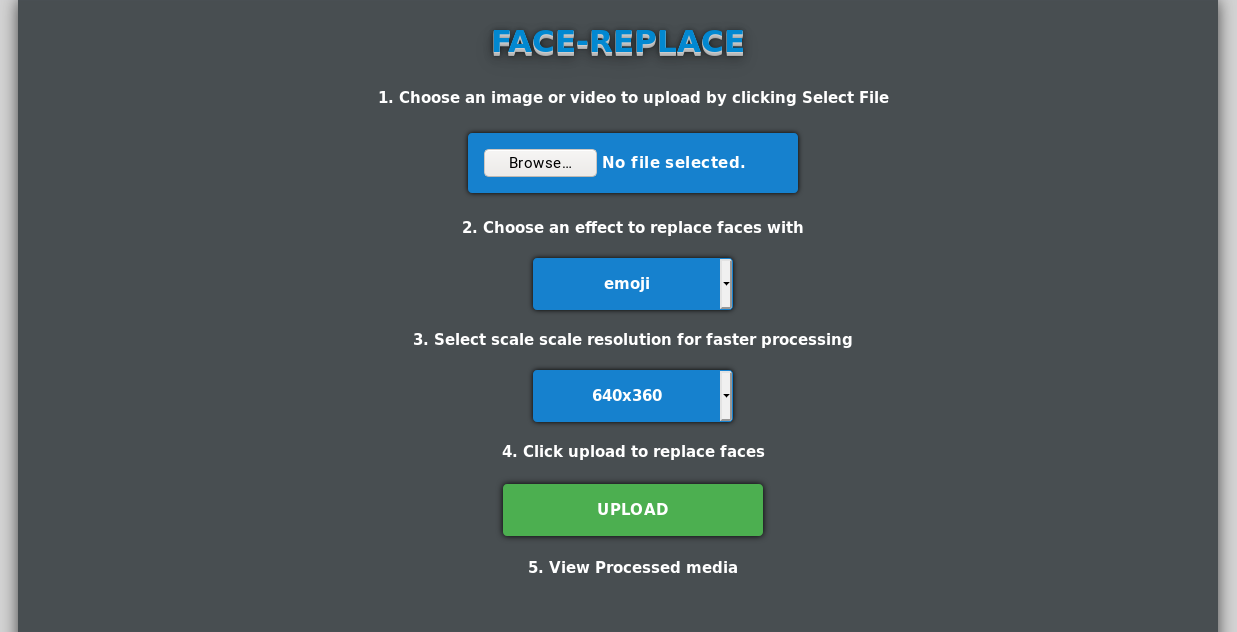 FACE-REPLACE
1. Choose an image or video to upload by clicking Select File
Browse... No file selected.
2. Choose an effect to replace faces with
emoji
3. Select scale scale resolution for faster processing
640x360
4. Click upload to replace faces
UPLOAD
5. View Processed media